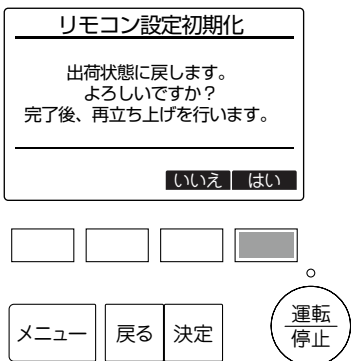 リモコン設定初期化
出荷状態に戻します。
よろしいですか？
完了後、再立ち上げを行います。
いいえ はい
メニュー 戻る 決定 運転
停止